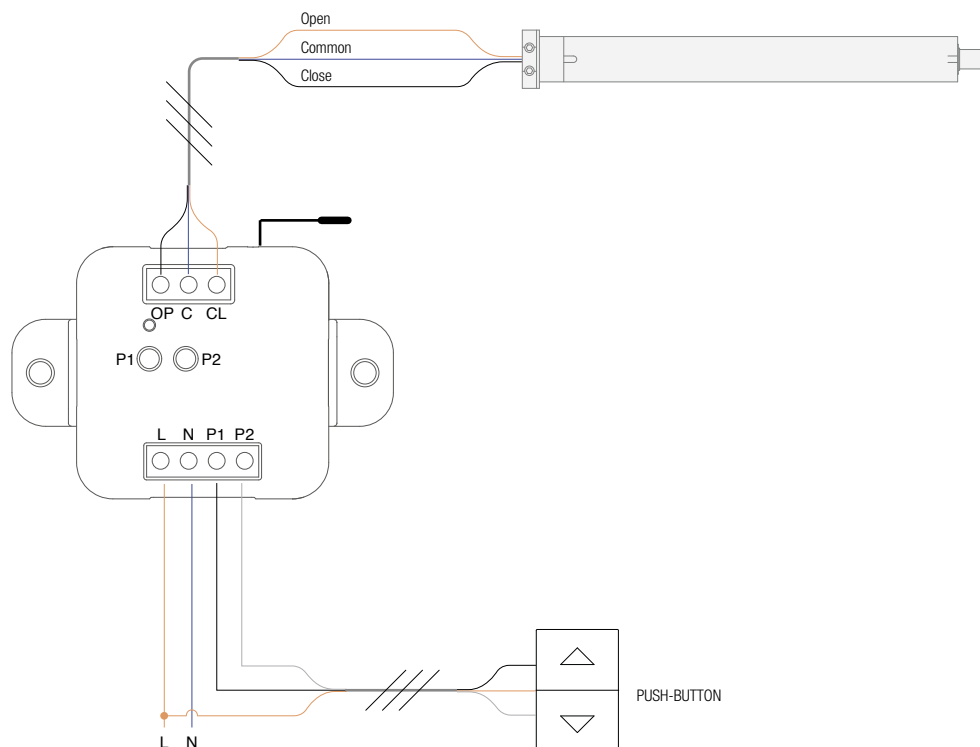 Open
Common
Close
OP C CL
P1 P2
L N P1 P2
PUSH-BUTTON
L N